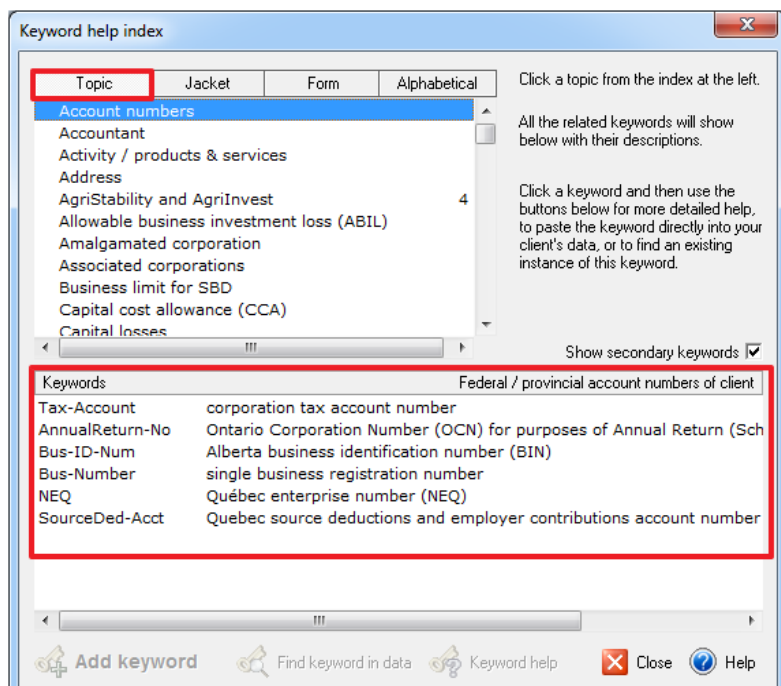 Keyword help index
Topic Jacket Form Alphabetical
Click a topic from the index at the left.
Account numbers
Accountant
Activity / products & services
Address
AgriStability and AgriInvest 4
Allowable business investment loss (ABIL)
Amalgamated corporation
Associated corporations
Business limit for SBD
Capital cost allowance (CCA)
Capital losses
All the related keywords will show
below with their descriptions.
Click a keyword and then use the
buttons below for more detailed help,
to paste the keyword directly into your
client's data, or to find an existing
instance of this keyword.
Show secondary keywords
Keywords Federal / provincial account numbers of client
Tax-Account corporation tax account number
AnnualReturn-No Ontario Corporation Number (OCN) for purposes of Annual Return (Sch
Bus-ID-Num Alberta business identification number (BIN)
Bus-Number single business registration number
NEQ Québec enterprise number (NEQ)
SourceDed-Acct Quebec source deductions and employer contributions account number
Add keyword Find keyword in data Keyword help Close Help